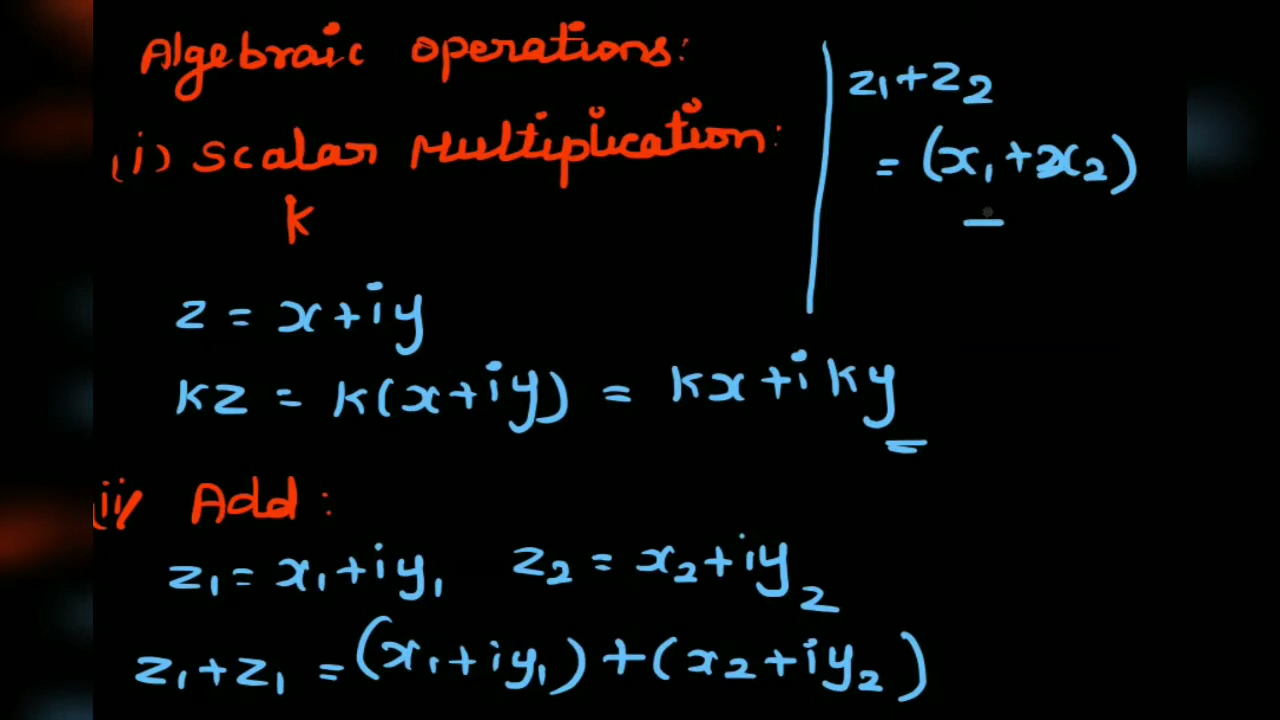 Algebraic operations:
(i) Scalar Multiplication:
k
z = x+iy
kz = k(x+iy) = kx+iky
(ii) Add:
z₁ = x₁+iy₁ z₂ = x₂+iy₂
z₁+z₁ = (x₁+iy₁)+(x₂+iy₂)
z₁+z₂
= (x₁+x₂)